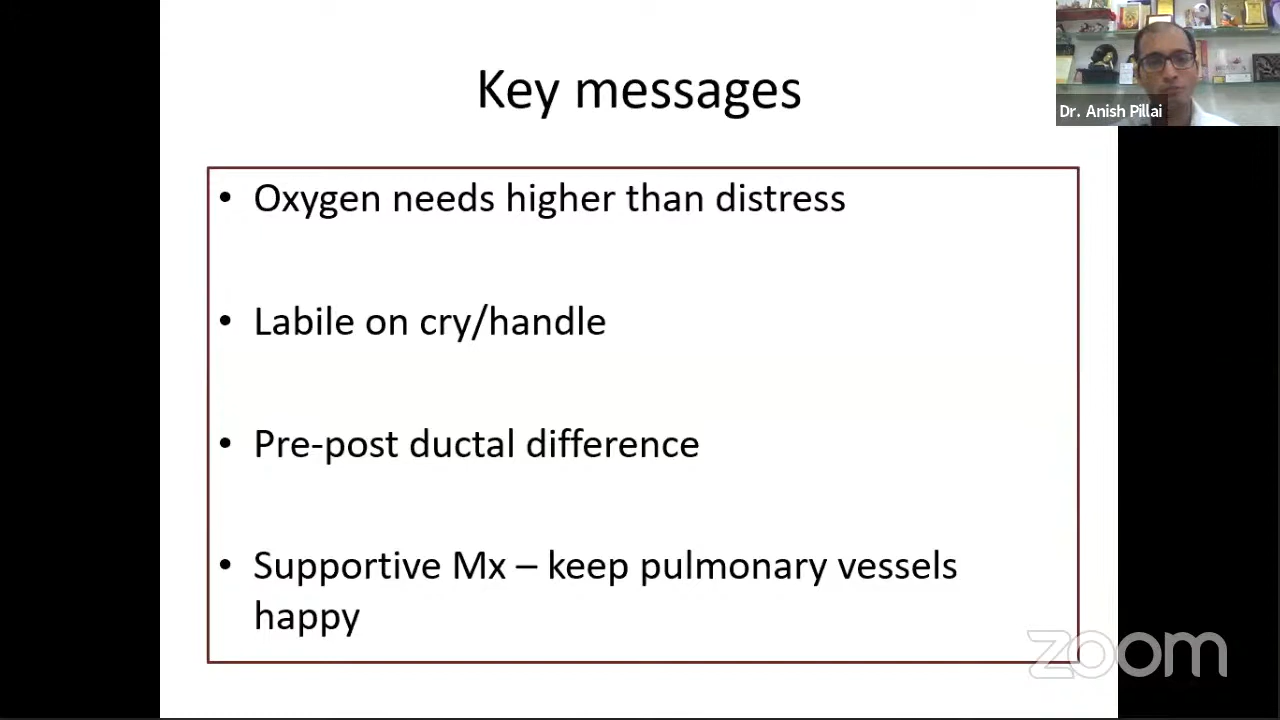 Key messages
Dr. Anish Pillai
• Oxygen needs higher than distress
• Labile on cry/handle
• Pre-post ductal difference
• Supportive Mx – keep pulmonary vessels
happy
zoom